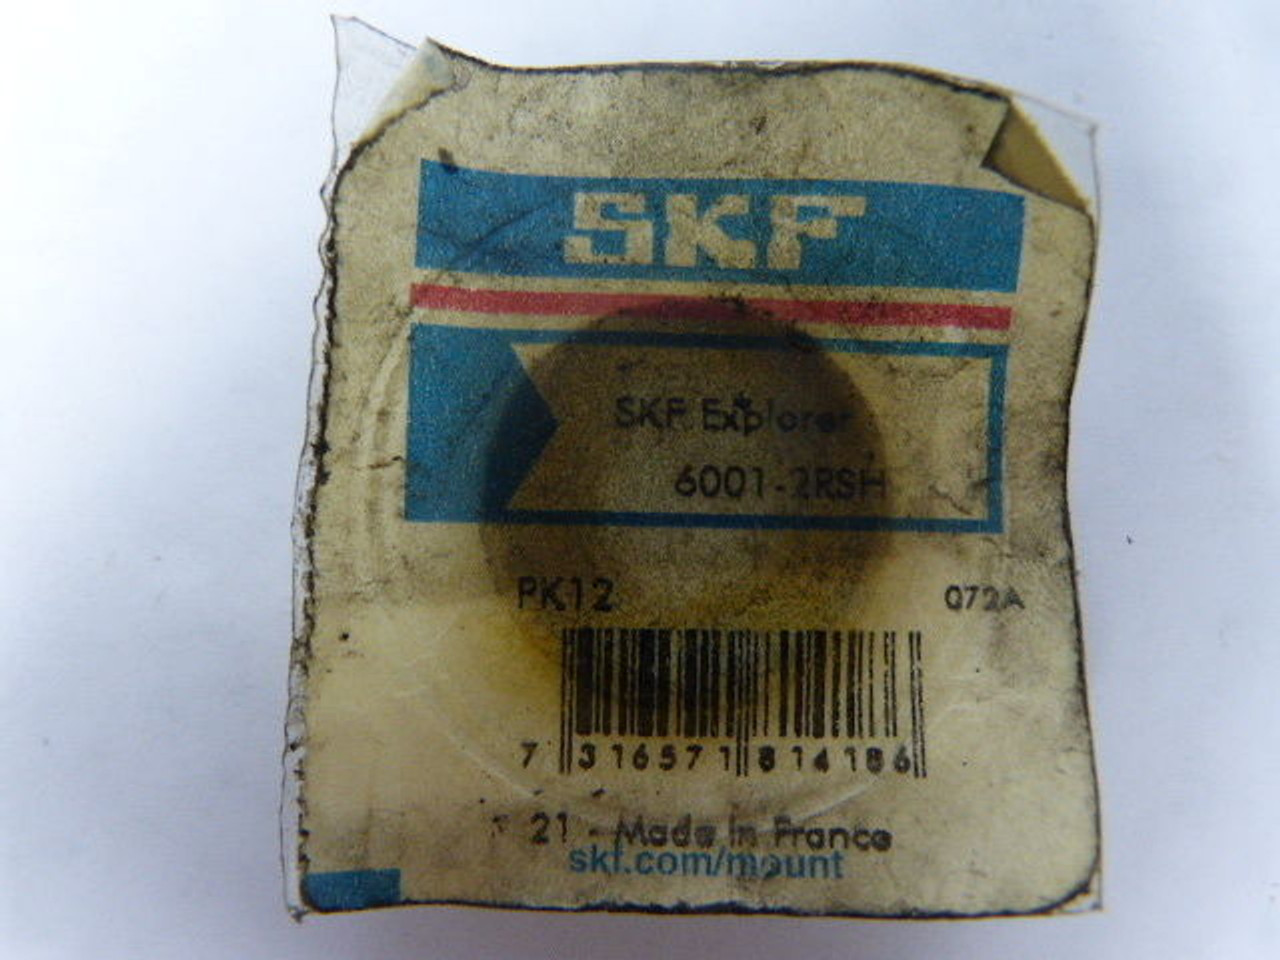 SKF
SKF Explorer
6001-2RSH
PK12
072A
7 316571 814186
21 - Made in France
skf.com/mount